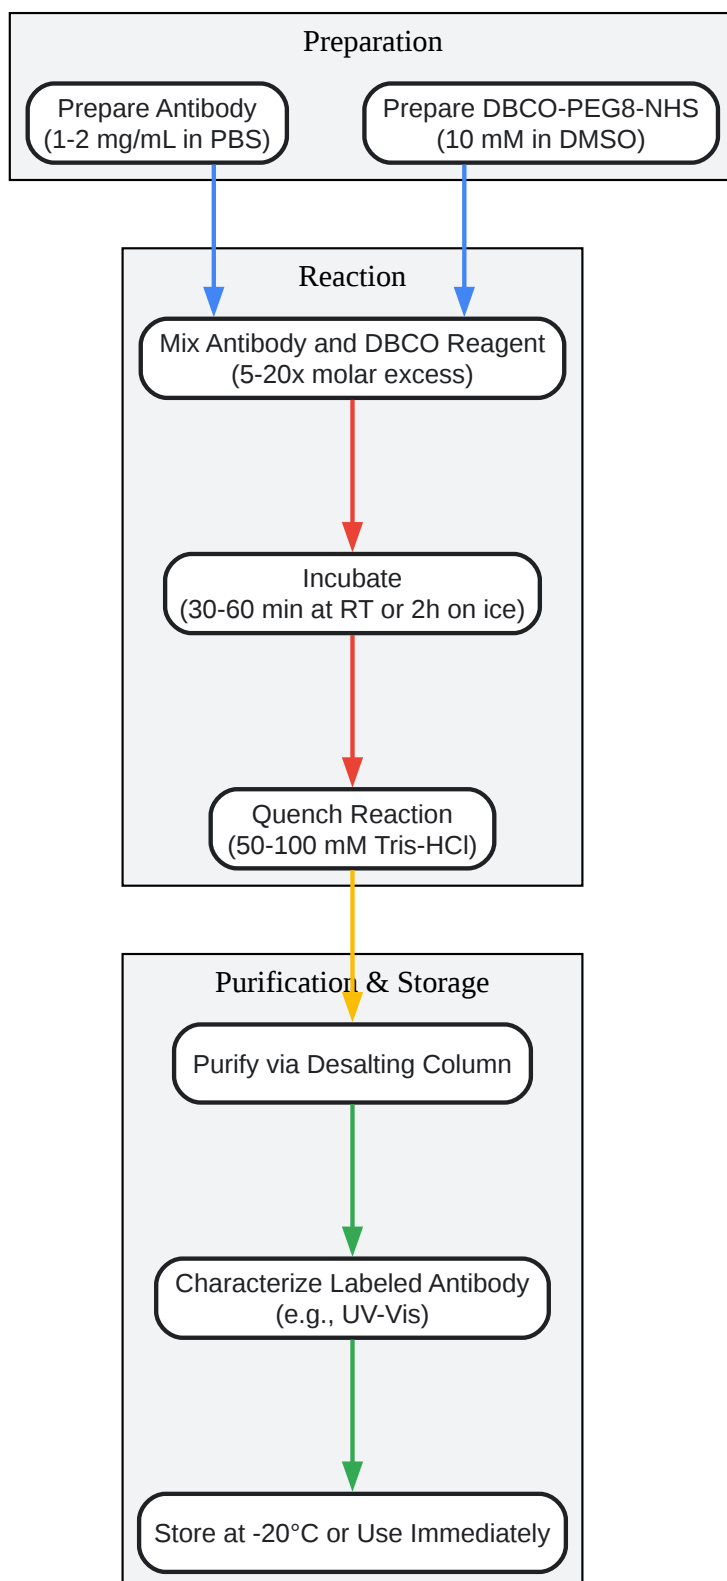 Preparation
Prepare Antibody
(1-2 mg/mL in PBS)
Prepare DBCO-PEG8-NHS
(10 mM in DMSO)
Reaction
Mix Antibody and DBCO Reagent
(5-20x molar excess)
Incubate
(30-60 min at RT or 2h on ice)
Quench Reaction
(50-100 mM Tris-HCl)
Purification & Storage
Purify via Desalting Column
Characterize Labeled Antibody
(e.g., UV-Vis)
Store at -20°C or Use Immediately